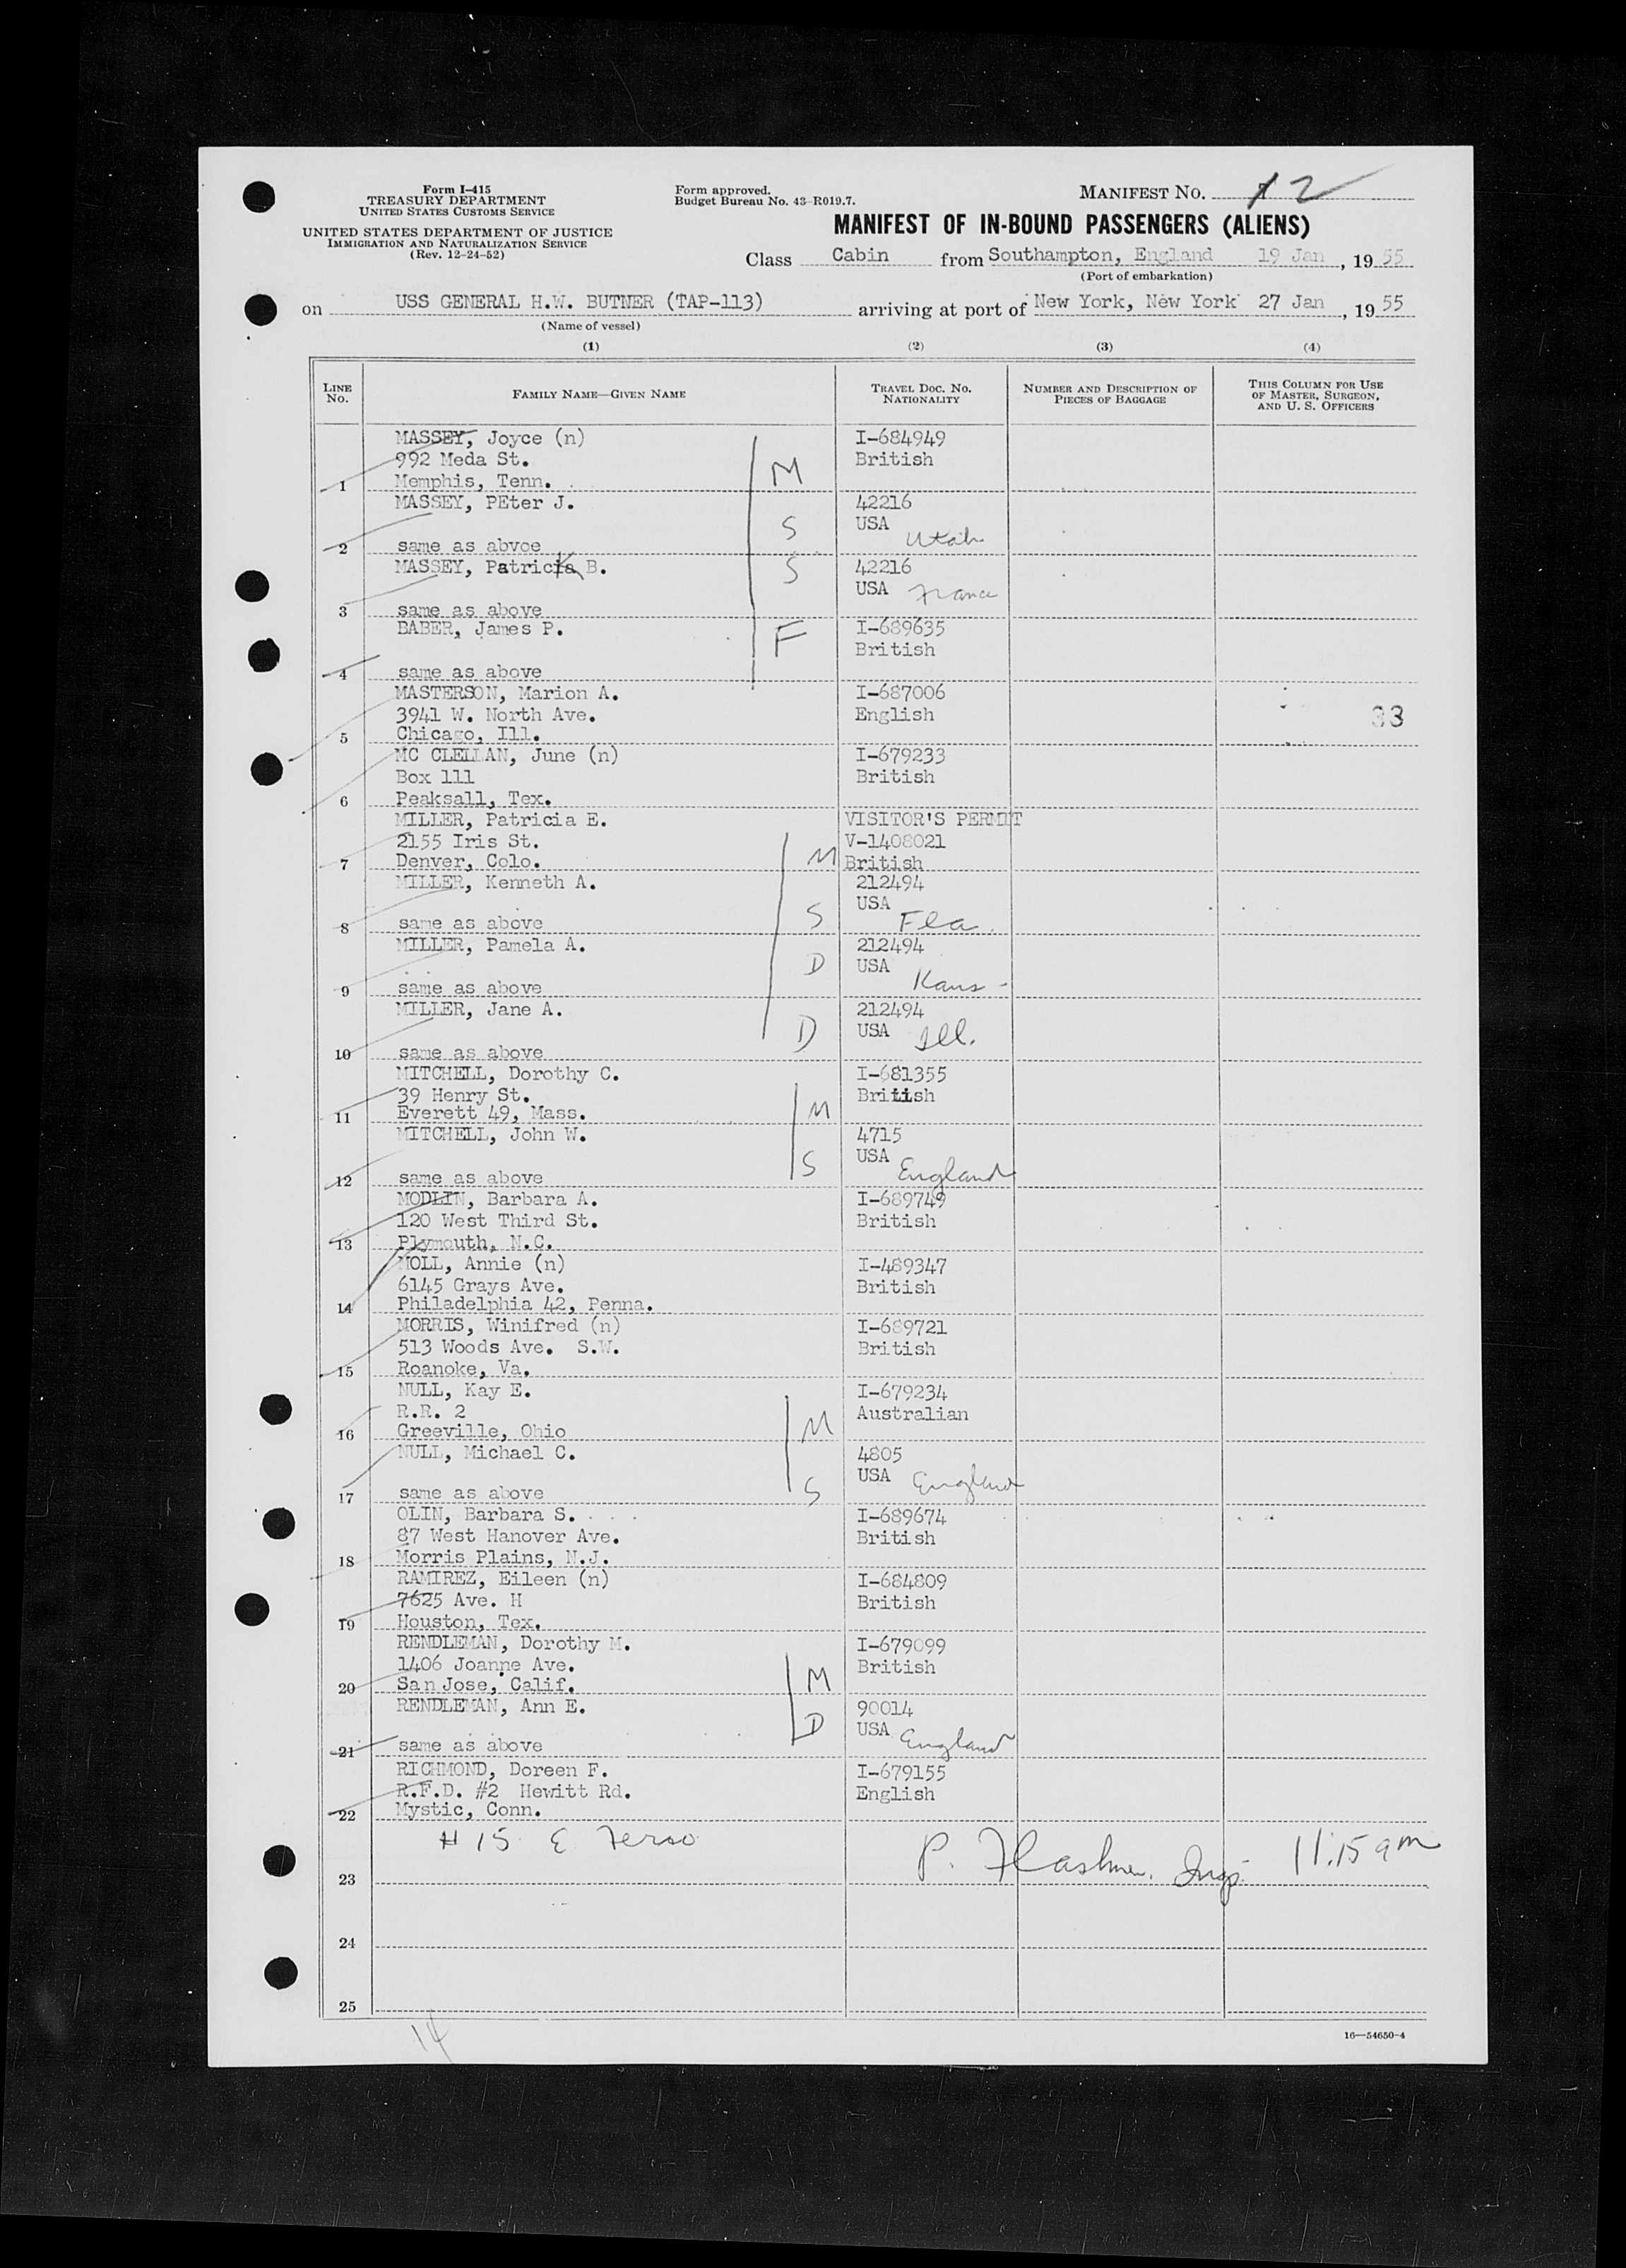 Form I-415
TREASURY DEPARTMENT
UNITED STATES CUSTOMS SERVICE
UNITED STATES DEPARTMENT OF JUSTICE
IMMIGRATION AND NATURALIZATION SERVICE
(Rev. 12-24-52)
Form approved.
Budget Bureau No. 43-R019.7.
MANIFEST NO. 2
MANIFEST OF IN-BOUND PASSENGERS (ALIENS)
Class Cabin from Southampton, England 19 Jan, 1955
(Port of embarkation)
on USS GENERAL H.W. BUTNER (TAP-113) arriving at port of New York, New York 27 Jan, 1955
(Name of vessel)
(1) (2) (3) (4)
LINE NO. FAMILY NAME—GIVEN NAME TRAVEL DOC. NO. NATIONALITY NUMBER AND DESCRIPTION OF PIECES OF BAGGAGE THIS COLUMN FOR USE OF MASTER, SURGEON, AND U. S. OFFICERS
MASSEY, Joyce (n) I-684949
992 Meda St. British
1 Memphis, Tenn. M
MASSEY, PEter J. 42216
S USA
2 same as abvoe Utah
MASSEY, Patricia B. S 42216
USA France
3 same as above
BABER, James P. F I-689635
British
4 same as above
MASTERSON, Marion A. I-687006
3941 W. North Ave. English 33
5 Chicago, Ill.
MC CLELLAN, June (n) I-679233
Box 111 British
6 Peaksall, Tex.
MILLER, Patricia E. VISITOR'S PERMIT
2155 Iris St. V-1408021
7 Denver, Colo. M British
MILLER, Kenneth A. 212494
USA
8 same as above S Fla.
MILLER, Pamela A. 212494
D USA
9 same as above Kans -
MILLER, Jane A. 212494
D USA Ill.
10 same as above
MITCHELL, Dorothy C. I-681355
39 Henry St. British
11 Everett 49, Mass. M
MITCHELL, John W. 4715
USA
12 same as above S England
MODLIN, Barbara A. I-689749
120 West Third St. British
13 Plymouth, N.C.
MOLL, Annie (n) I-489347
6145 Grays Ave. British
14 Philadelphia 42, Penna.
MORRIS, Winifred (n) I-689721
513 Woods Ave. S.W. British
15 Roanoke, Va.
NULL, Kay E. I-679234
R.R. 2 Australian
16 Greeville, Ohio M
NULL, Michael C. 4805
USA England
17 same as above S
OLIN, Barbara S. I-689674
87 West Hanover Ave. British
18 Morris Plains, N.J.
RAMIREZ, Eileen (n) I-684809
7625 Ave. H British
19 Houston, Tex.
RENDLEMAN, Dorothy M. I-679099
1406 Joanne Ave. British
20 San Jose, Calif. M
RENDLEMAN, Ann E. 90014
D USA
21 same as above England
RICHMOND, Doreen F. I-679155
R.F.D. #2 Hewitt Rd. English
22 Mystic, Conn.
# 15 E P. 11.15 am
23
24
25
14
16—54650-4